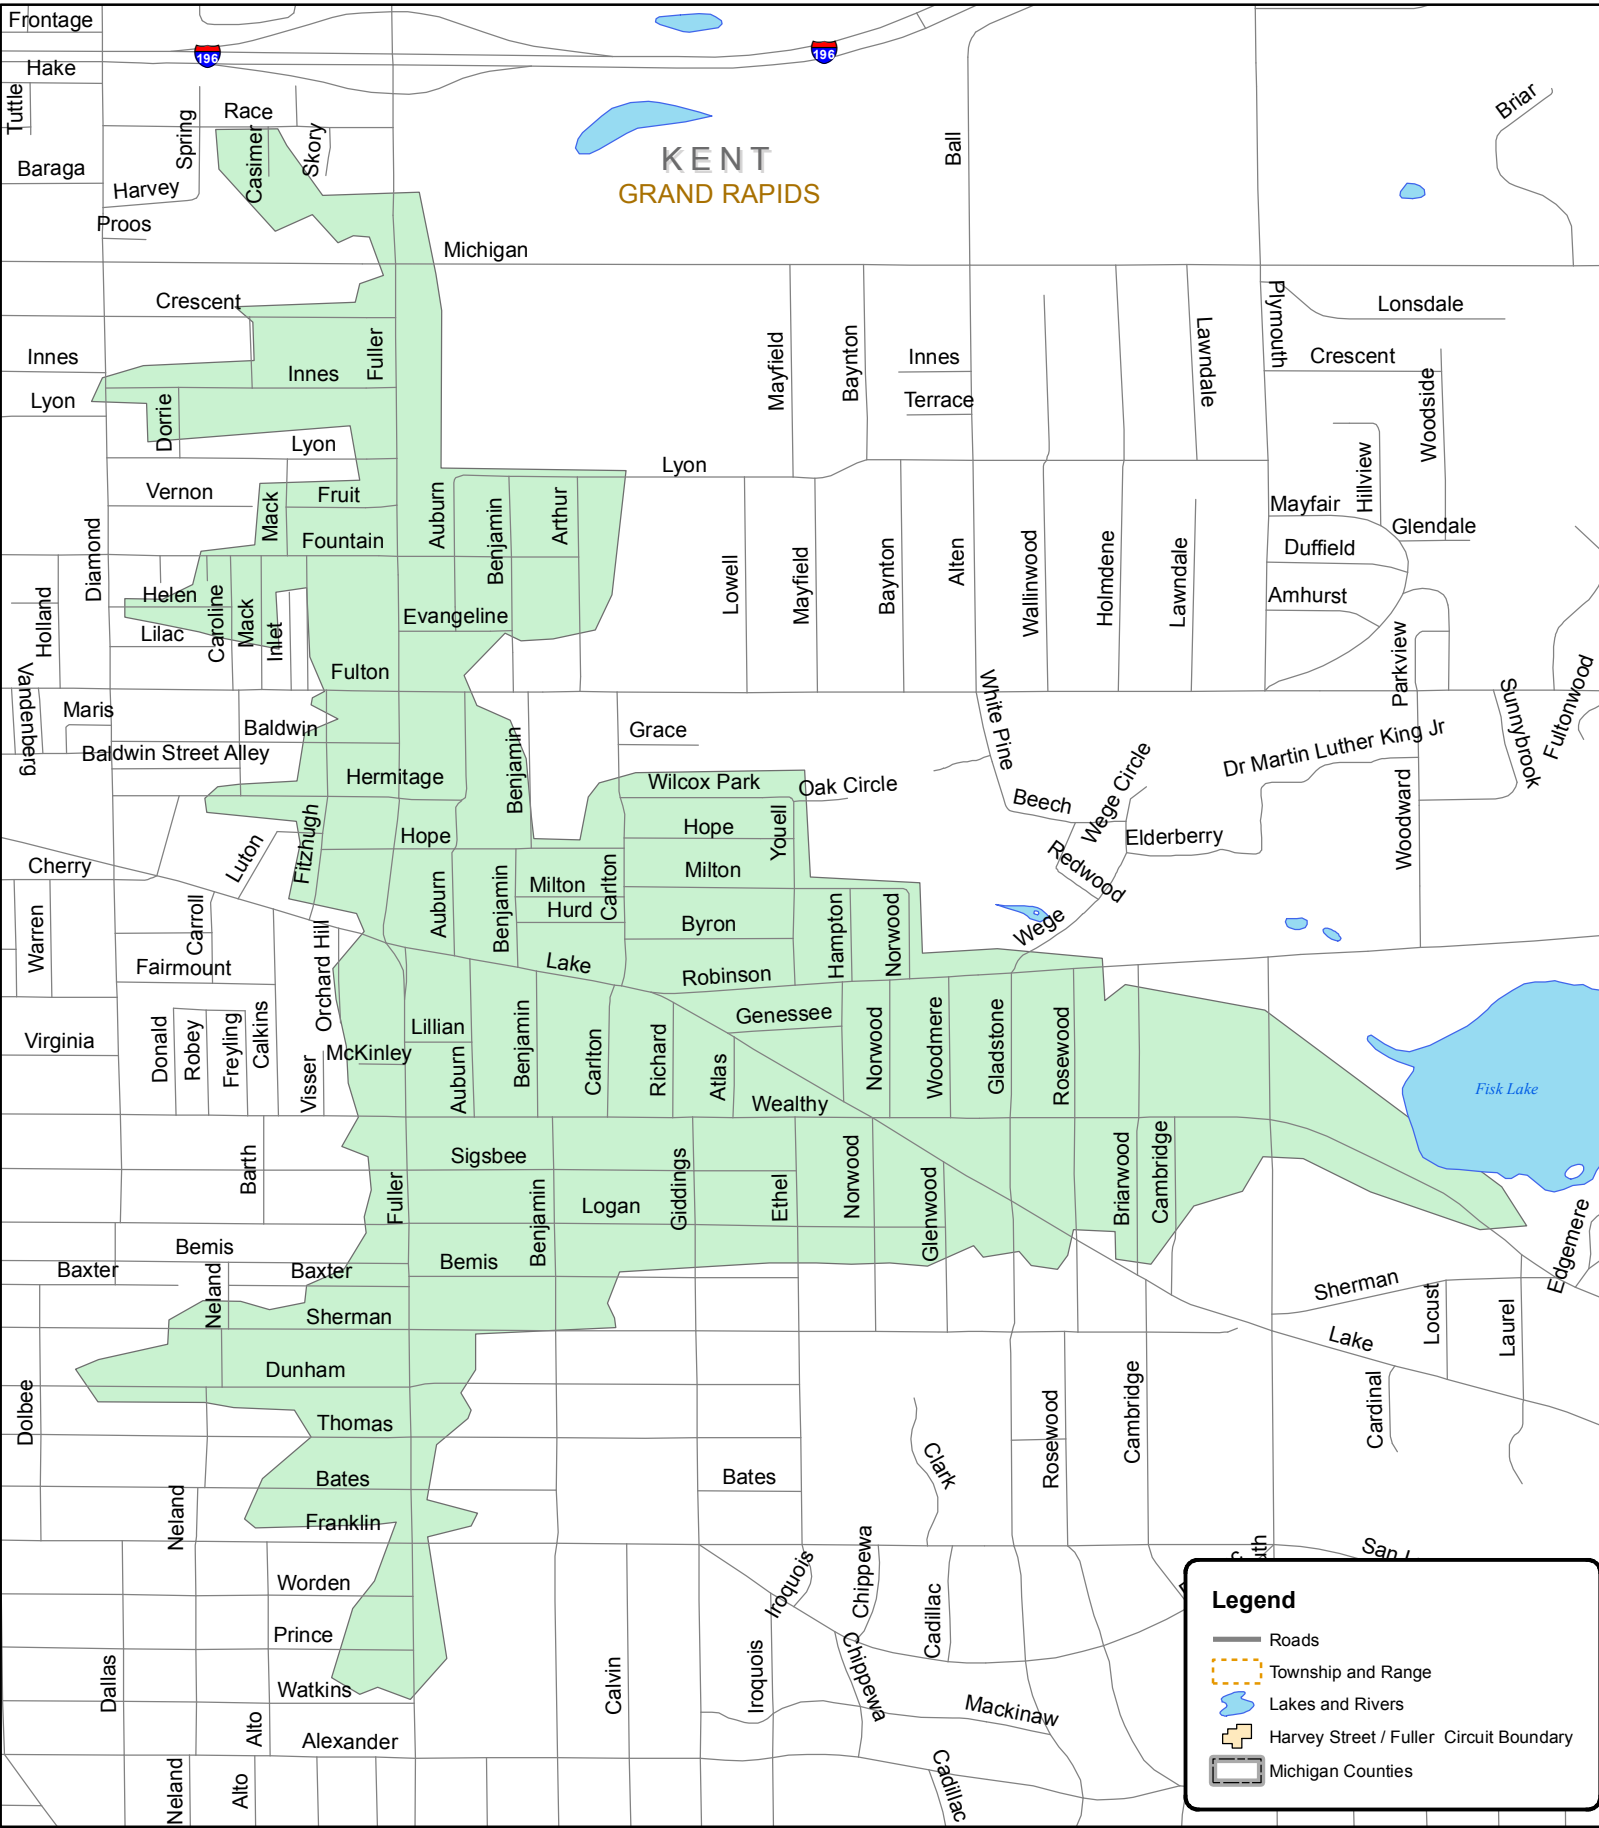 Frontage
196
196
Hake
Tuttle
Race
Spring
Casimer
Skory
Ball
Briar
KENT
GRAND RAPIDS
Baraga
Harvey
Proos
Michigan
Crescent
Plymouth
Lonsdale
Innes
Innes
Fuller
Mayfield
Baynton
Innes
Lawndale
Crescent
Woodside
Lyon
Dorrie
Terrace
Lyon
Lyon
Hillview
Vernon
Mack
Fruit
Auburn
Benjamin
Arthur
Mayfair
Glendale
Diamond
Fountain
Duffield
Lowell
Mayfield
Baynton
Alten
Wallinwood
Holmdene
Lawndale
Holland
Helen
Caroline
Mack
Inlet
Evangeline
Amhurst
Lilac
Parkview
Vandenberg
Fulton
White Pine
Sunnybrook
Fultonwood
Maris
Baldwin
Grace
Baldwin Street Alley
Benjamin
Dr Martin Luther King Jr
Hermitage
Wilcox Park
Oak Circle
Beech
Wege Circle
Woodward
Fitzhugh
Hope
Hope
Youell
Elderberry
Cherry
Luton
Milton
Redwood
Auburn
Benjamin
Milton
Carlton
Hurd
Warren
Carroll
Orchard Hill
Byron
Hampton
Norwood
Wege
Fairmount
Lake
Robinson
Virginia
Donald
Robey
Freyling
Calkins
Visser
Lillian
McKinley
Auburn
Benjamin
Carlton
Richard
Atlas
Genessee
Norwood
Woodmere
Gladstone
Rosewood
Fisk Lake
Wealthy
Barth
Sigsbee
Fuller
Benjamin
Logan
Giddings
Ethel
Norwood
Glenwood
Briarwood
Cambridge
Edgemere
Bemis
Bemis
Baxter
Neland
Baxter
Sherman
Sherman
Locust
Laurel
Lake
Dunham
Dolbee
Thomas
Rosewood
Cambridge
Cardinal
Clark
Bates
Bates
Neland
Franklin
Iroquois
Chippewa
Cadillac
Worden
Prince
Dallas
Watkins
Calvin
Iroquois
Chippewa
Mackinaw
Alto
Alexander
Neland
Alto
Cadillac
Legend
Roads
Township and Range
Lakes and Rivers
Harvey Street / Fuller Circuit Boundary
Michigan Counties